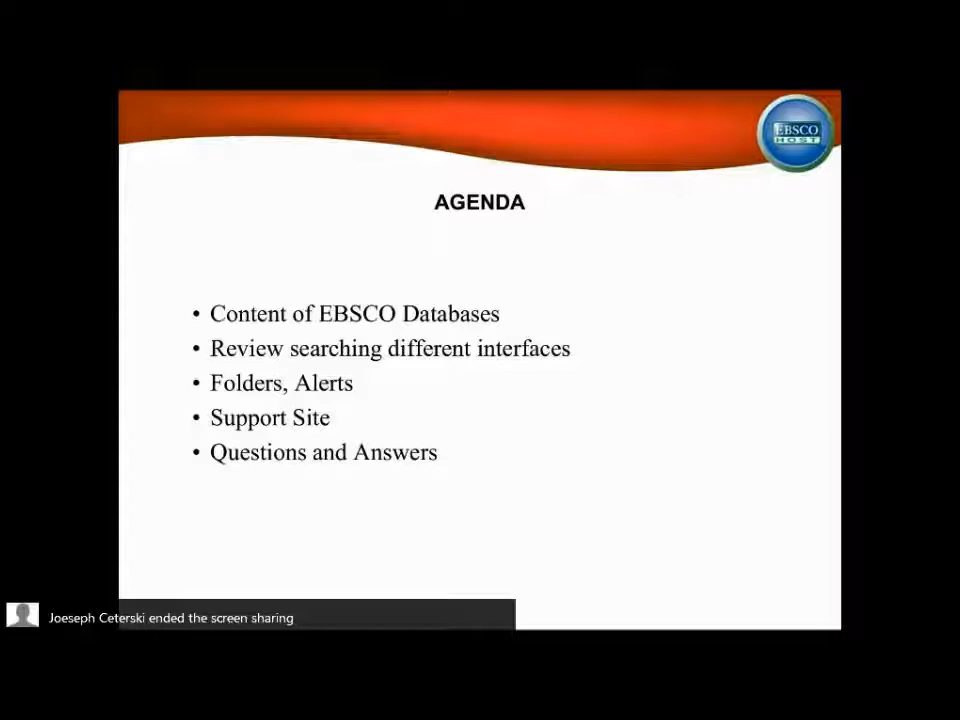 EBSCO
HOST
AGENDA
• Content of EBSCO Databases
• Review searching different interfaces
• Folders, Alerts
• Support Site
• Questions and Answers
Joeseph Ceterski ended the screen sharing